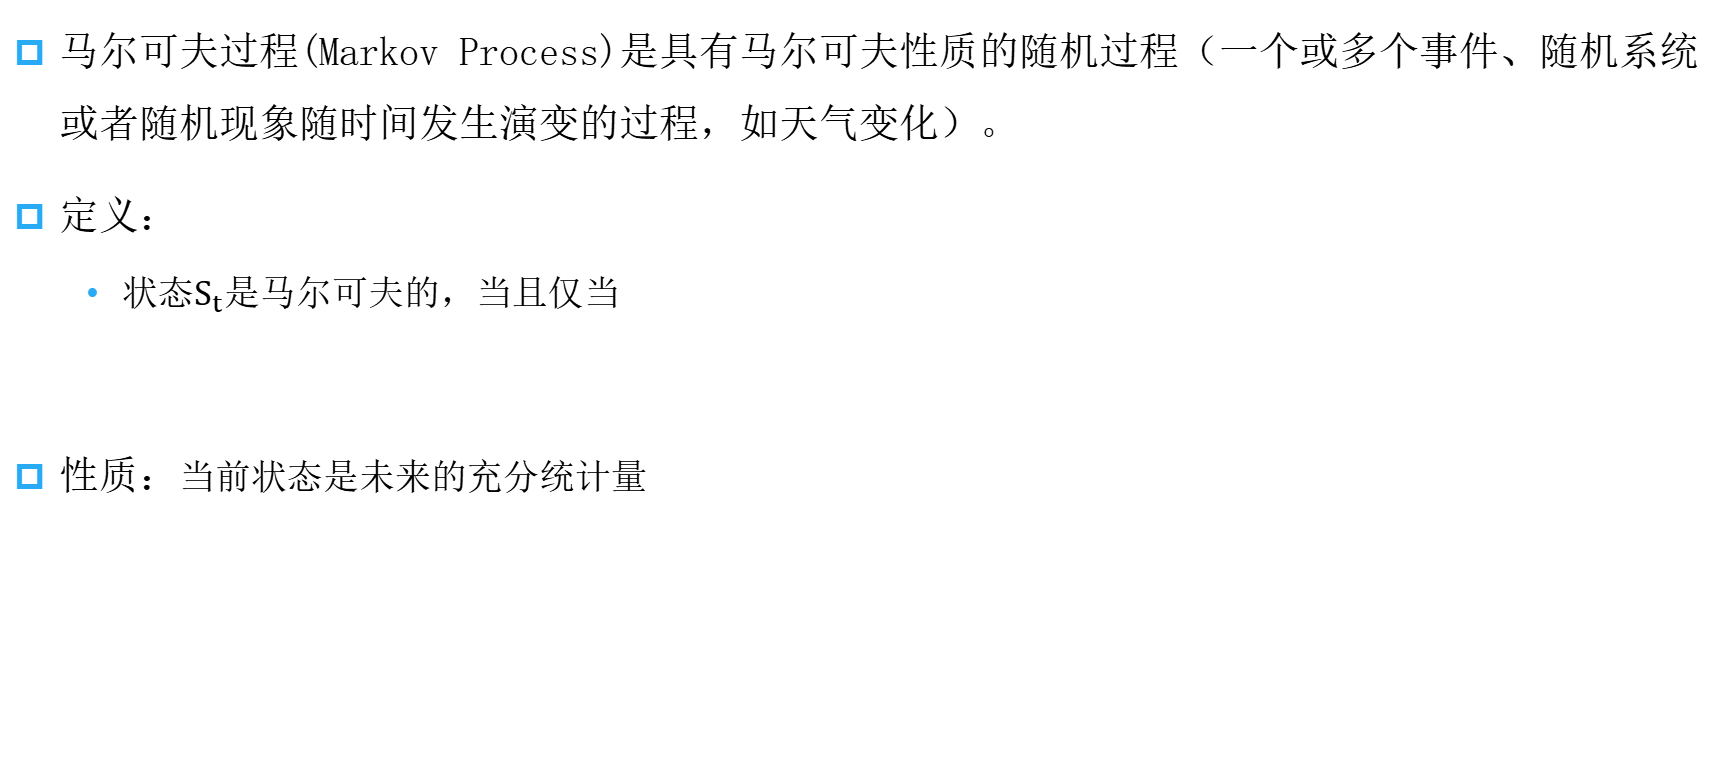 马尔可夫过程(Markov Process)是具有马尔可夫性质的随机过程（一个或多个事件、随机系统
或者随机现象随时间发生演变的过程，如天气变化）。
定义：
• 状态Sₜ是马尔可夫的，当且仅当
性质：当前状态是未来的充分统计量